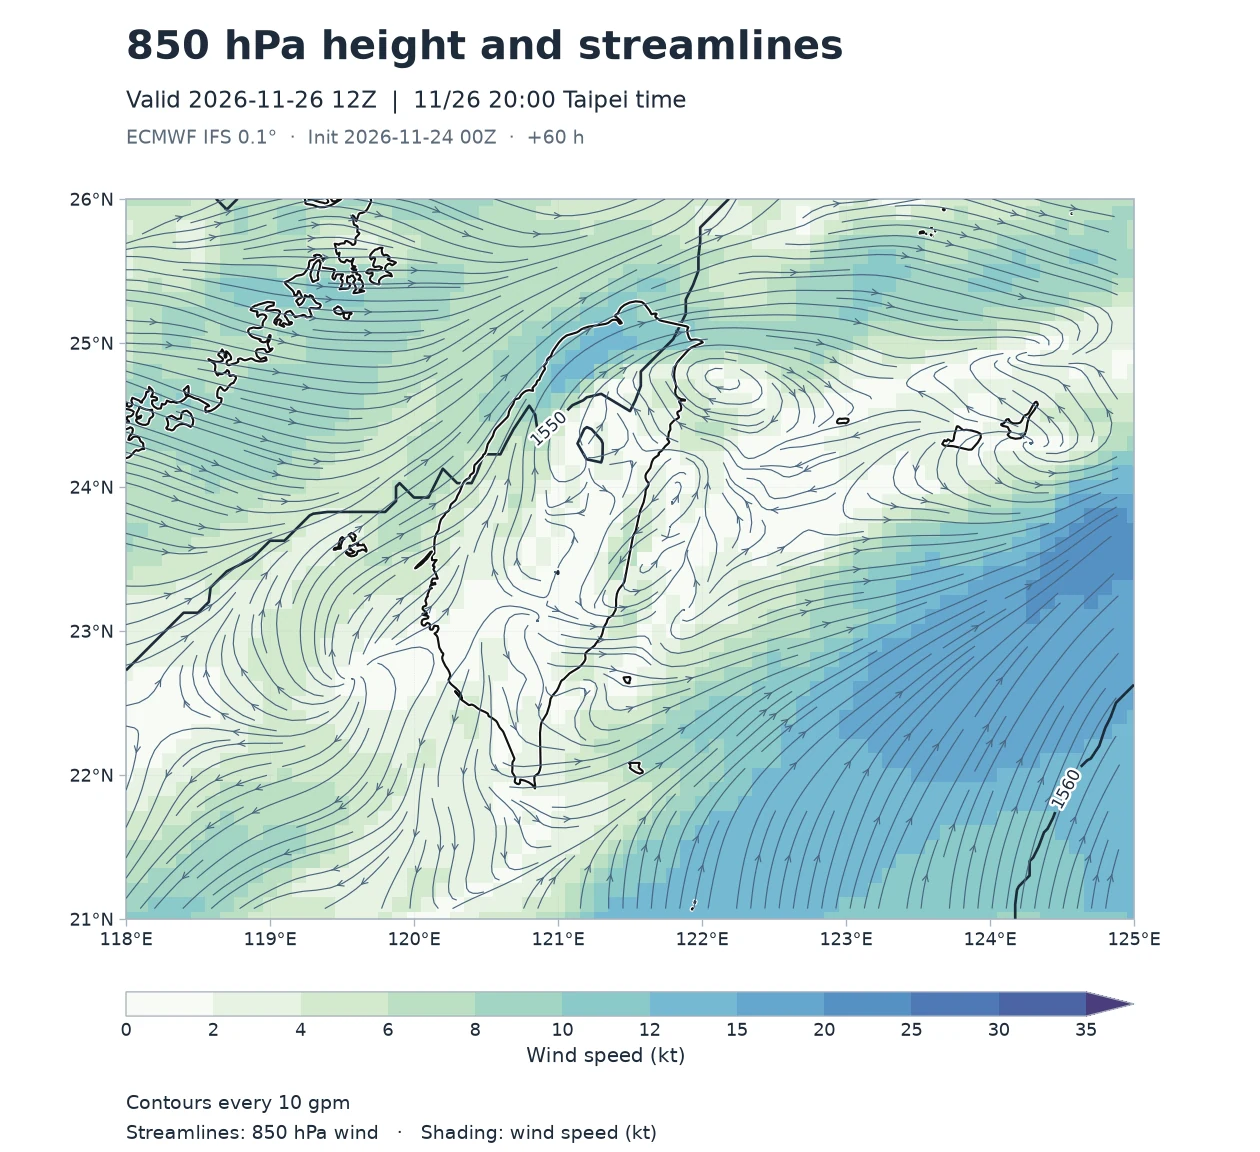 850 hPa height and streamlines
Valid 2026-11-26 12Z | 11/26 20:00 Taipei time
ECMWF IFS 0.1° · Init 2026-11-24 00Z · +60 h
26°N
25°N
24°N
23°N
22°N
21°N
1550
1560
118°E 119°E 120°E 121°E 122°E 123°E 124°E 125°E
0 2 4 6 8 10 12 15 20 25 30 35
Wind speed (kt)
Contours every 10 gpm
Streamlines: 850 hPa wind · Shading: wind speed (kt)